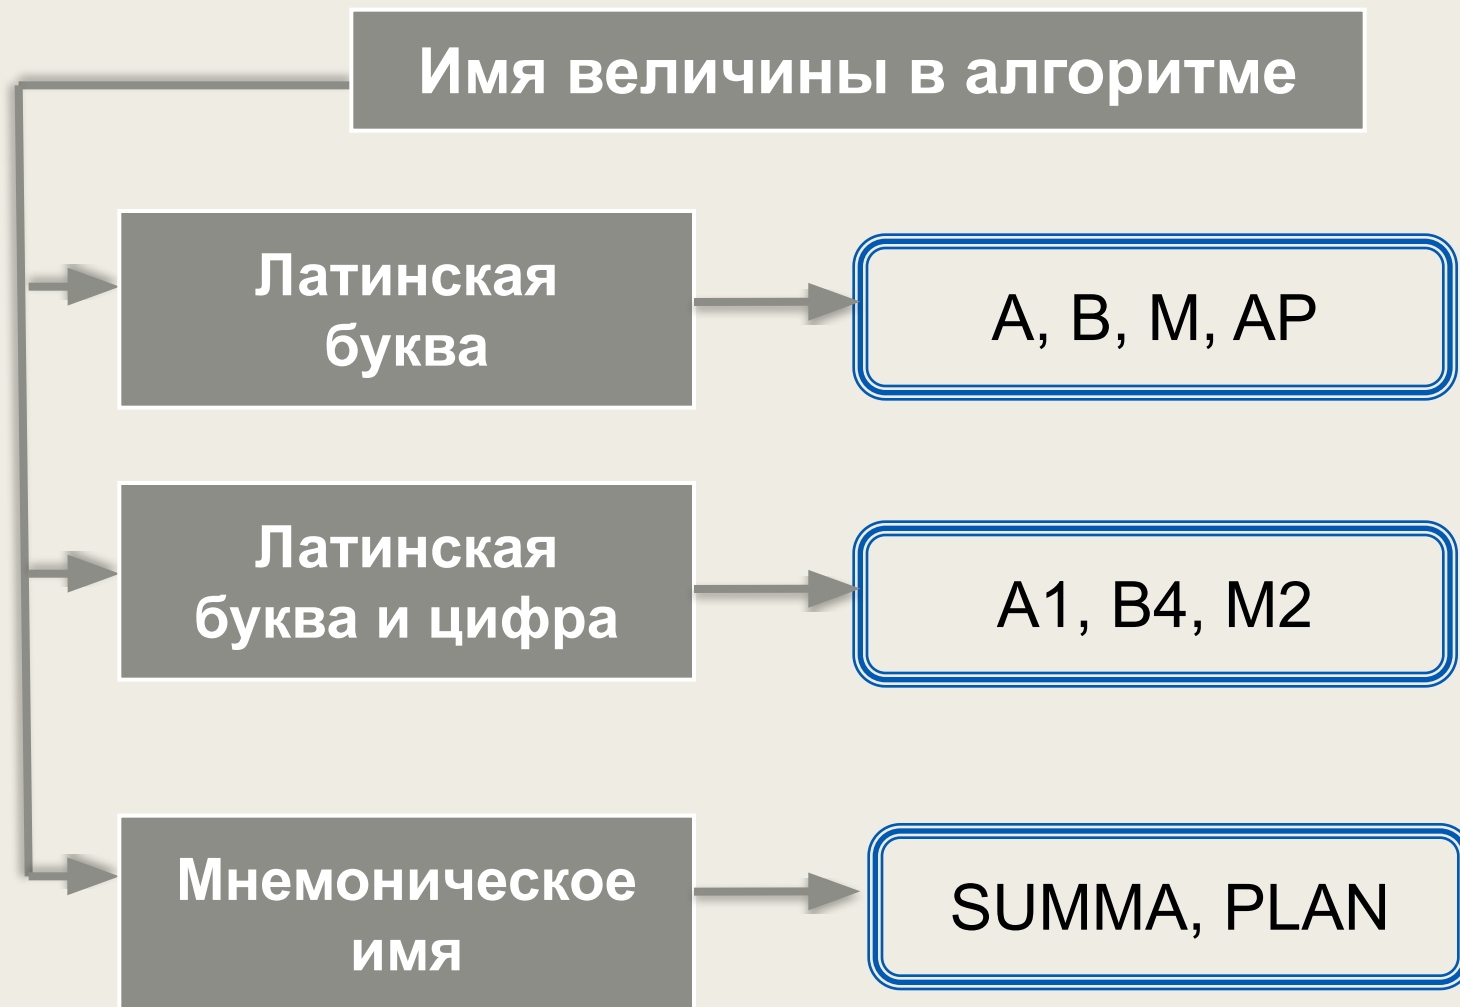 Имя величины в алгоритме
Латинская
буква
A, B, M, AP
Латинская
буква и цифра
A1, B4, M2
Мнемоническое
имя
SUMMA, PLAN